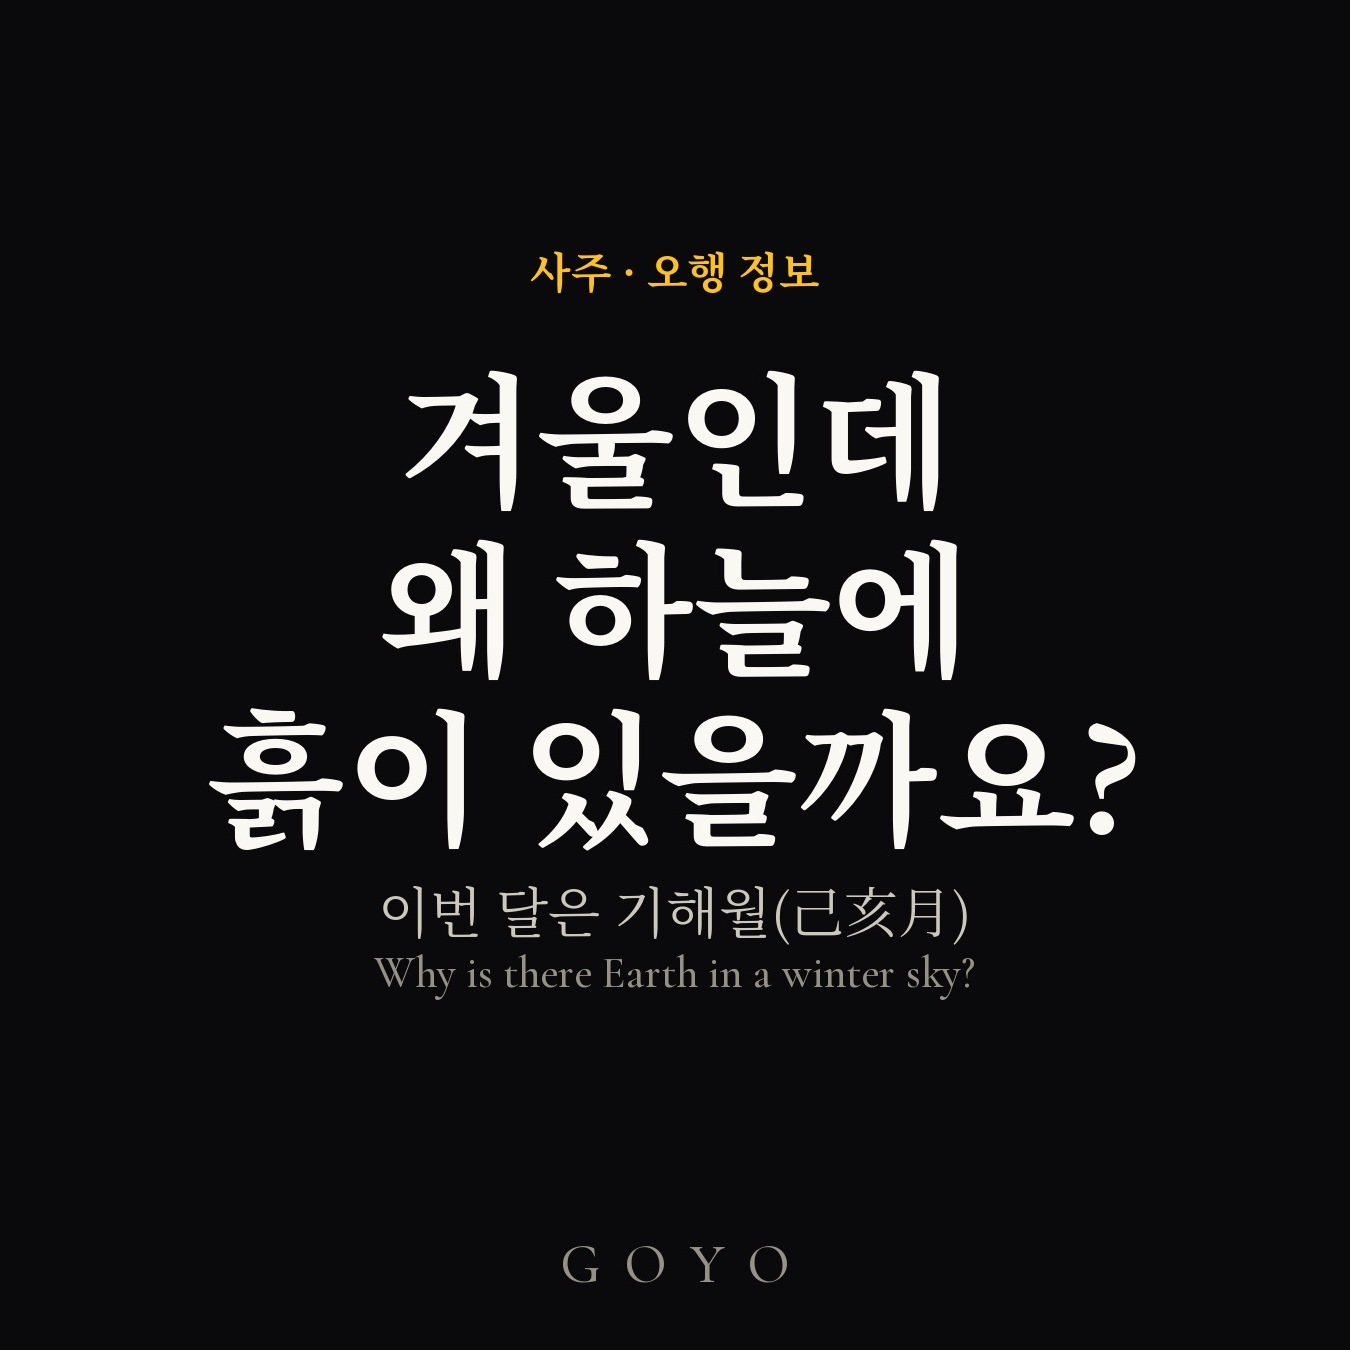 사주 · 오행 정보
겨울인데
왜 하늘에
흙이 있을까요?
이번 달은 기해월(己亥月)
Why is there Earth in a winter sky?
GOYO